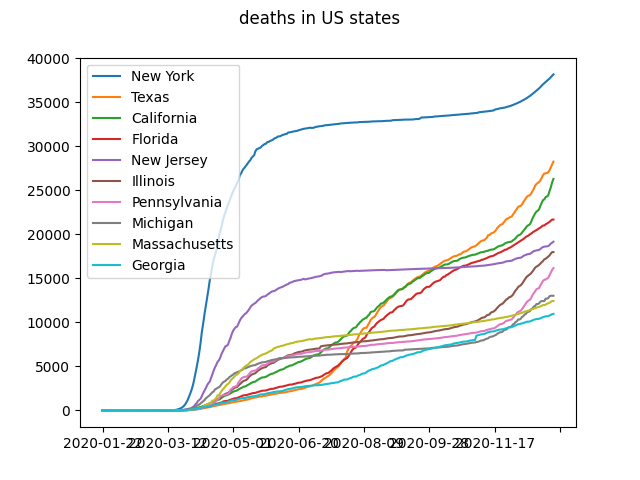 deaths in US states
40000
35000
30000
25000
20000
15000
10000
5000
0
New York
Texas
California
Florida
New Jersey
Illinois
Pennsylvania
Michigan
Massachusetts
Georgia
2020-01-22 2020-03-12 2020-05-01 2020-06-20 2020-08-09 2020-09-28 2020-11-17